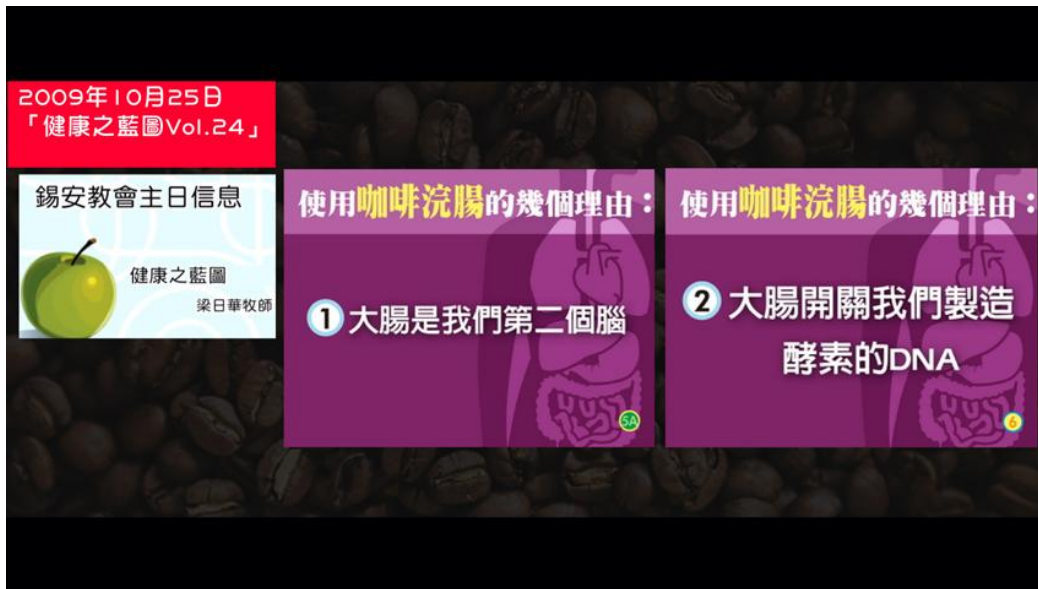 2009年10月25日
「健康之藍圖Vol.24」
錫安教會主日信息
健康之藍圖
梁日華牧師
使用咖啡浣腸的幾個理由：
① 大腸是我們第二個腦
5A
使用咖啡浣腸的幾個理由：
② 大腸開關我們製造
酵素的DNA
6